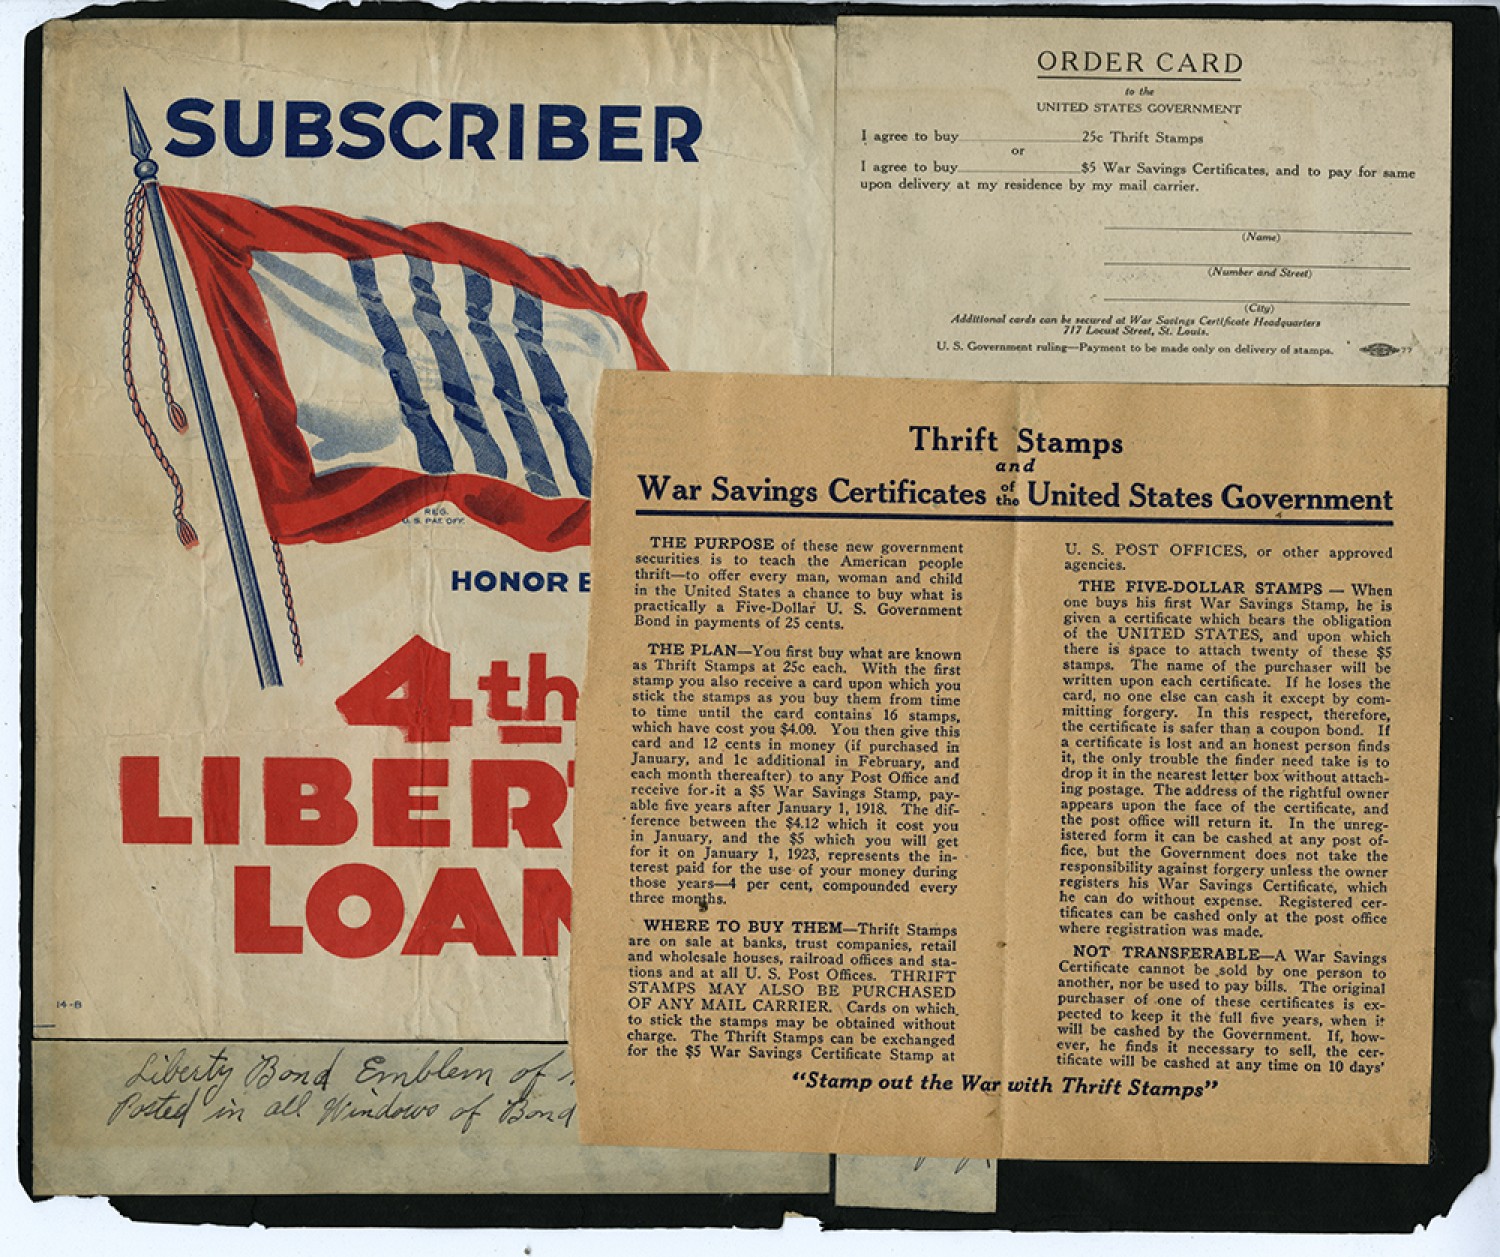 SUBSCRIBER
REG.
U. S. PAT. OFF.
HONOR
4th
LIBER
LOAN
14-B
Liberty Bond Emblem of
Posted in all Windows of Bond
ORDER CARD
to the
UNITED STATES GOVERNMENT
I agree to buy 25c Thrift Stamps
or
I agree to buy $5 War Savings Certificates, and to pay for same
upon delivery at my residence by my mail carrier.
(Name)
(Number and Street)
(City)
Additional cards can be secured at War Savings Certificate Headquarters
717 Locust Street, St. Louis.
U. S. Government ruling—Payment to be made only on delivery of stamps.
77
Thrift Stamps
and
War Savings Certificates of the United States Government
THE PURPOSE of these new government
securities is to teach the American people
thrift—to offer every man, woman and child
in the United States a chance to buy what is
practically a Five-Dollar U. S. Government
Bond in payments of 25 cents.
THE PLAN—You first buy what are known
as Thrift Stamps at 25c each. With the first
stamp you also receive a card upon which you
stick the stamps as you buy them from time
to time until the card contains 16 stamps,
which have cost you $4.00. You then give this
card and 12 cents in money (if purchased in
January, and 1c additional in February, and
each month thereafter) to any Post Office and
receive for it a $5 War Savings Stamp, pay-
able five years after January 1, 1918. The dif-
ference between the $4.12 which it cost you
in January, and the $5 which you will get
for it on January 1, 1923, represents the in-
terest paid for the use of your money during
those years—4 per cent, compounded every
three months.
WHERE TO BUY THEM—Thrift Stamps
are on sale at banks, trust companies, retail
and wholesale houses, railroad offices and sta-
tions and at all U. S. Post Offices. THRIFT
STAMPS MAY ALSO BE PURCHASED
OF ANY MAIL CARRIER. Cards on which
to stick the stamps may be obtained without
charge. The Thrift Stamps can be exchanged
for the $5 War Savings Certificate Stamp at
U. S. POST OFFICES, or other approved
agencies.
THE FIVE-DOLLAR STAMPS — When
one buys his first War Savings Stamp, he is
given a certificate which bears the obligation
of the UNITED STATES, and upon which
there is space to attach twenty of these $5
stamps. The name of the purchaser will be
written upon each certificate. If he loses the
card, no one else can cash it except by com-
mitting forgery. In this respect, therefore,
the certificate is safer than a coupon bond. If
a certificate is lost and an honest person finds
it, the only trouble the finder need take is to
drop it in the nearest letter box without attach-
ing postage. The address of the rightful owner
appears upon the face of the certificate, and
the post office will return it. In the unreg-
istered form it can be cashed at any post of-
fice, but the Government does not take the
responsibility against forgery unless the owner
registers his War Savings Certificate, which
he can do without expense. Registered cer-
tificates can be cashed only at the post office
where registration was made.
NOT TRANSFERABLE—A War Savings
Certificate cannot be sold by one person to
another, nor be used to pay bills. The original
purchaser of one of these certificates is ex-
pected to keep it the full five years, when it
will be cashed by the Government. If, how-
ever, he finds it necessary to sell, the cer-
tificate will be cashed at any time on 10 days'
"Stamp out the War with Thrift Stamps"